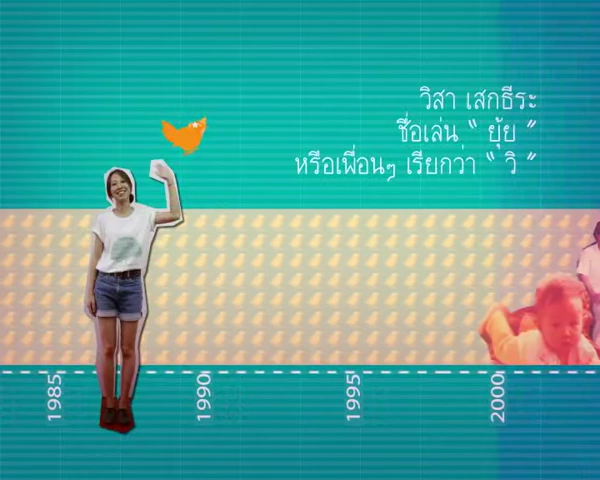 วิสา เสกธีระ
ชื่อเล่น “ ยุ้ย ”
หรือเพื่อนๆ เรียกว่า “ วิ ”
1985
1990
1995
2000